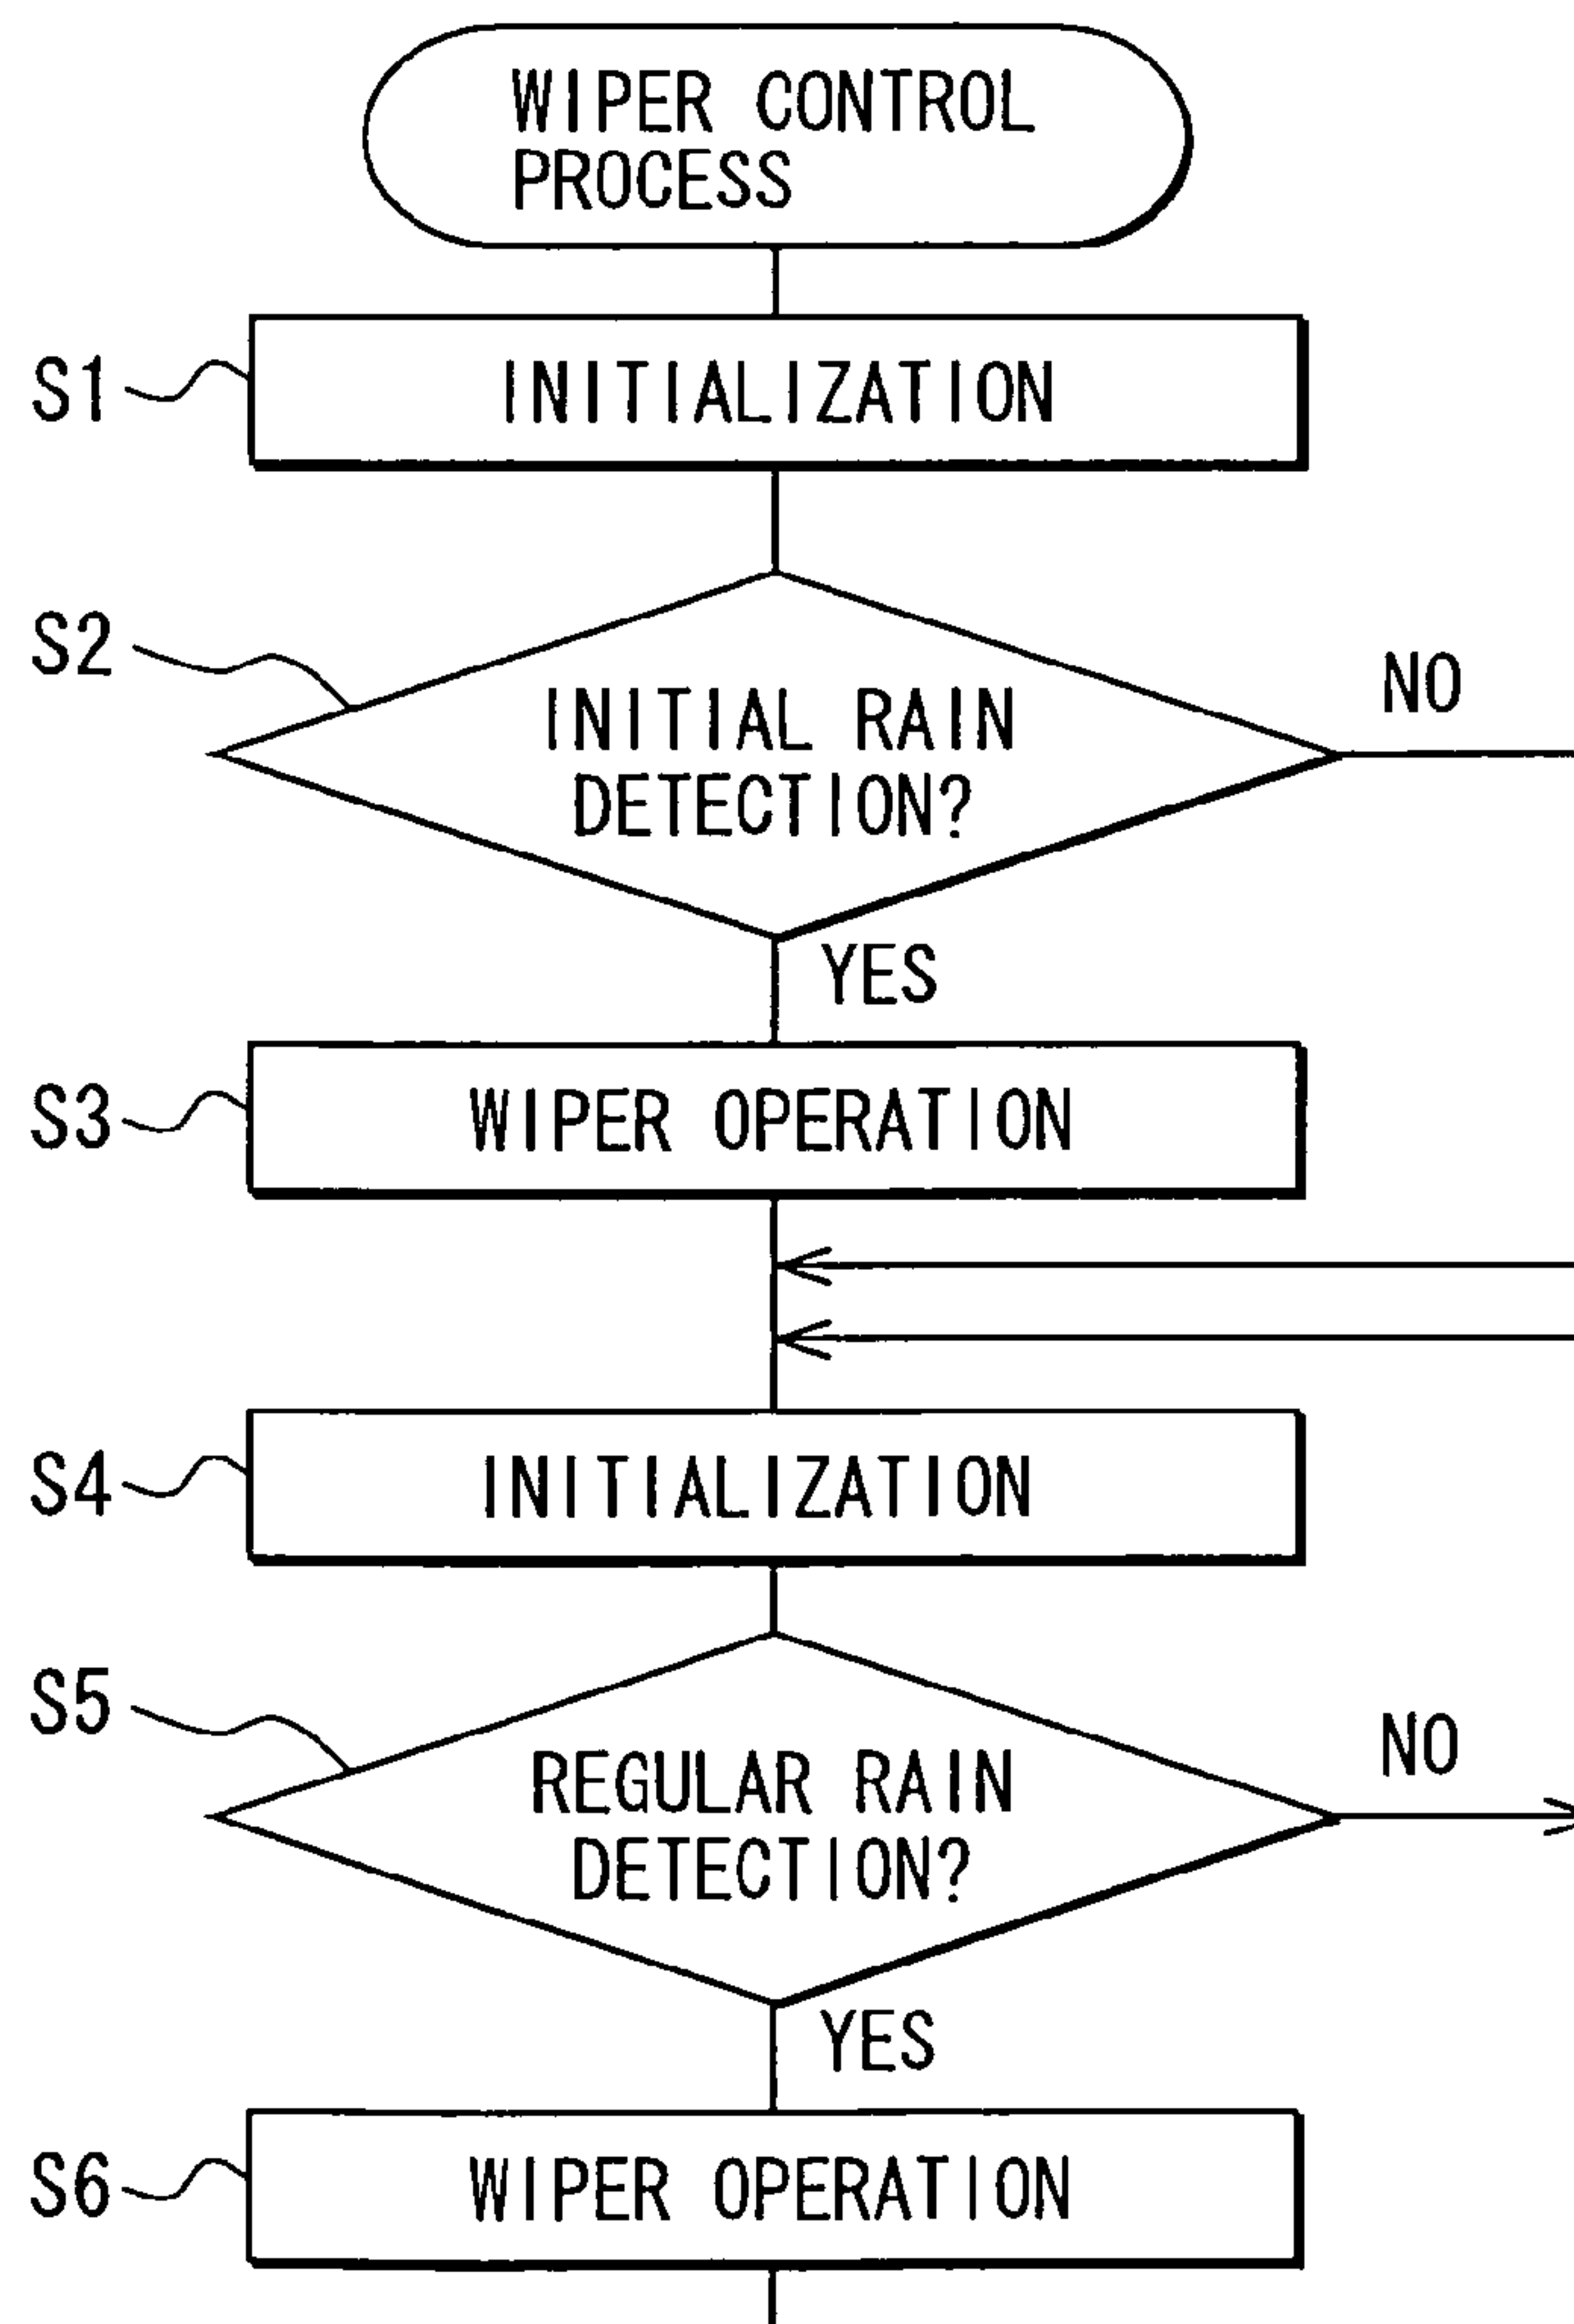 WIPER CONTROL
PROCESS
S1
INITIALIZATION
S2
INITIAL RAIN
DETECTION?
NO
YES
S3
WIPER OPERATION
S4
INITIALIZATION
S5
REGULAR RAIN
DETECTION?
NO
YES
S6
WIPER OPERATION